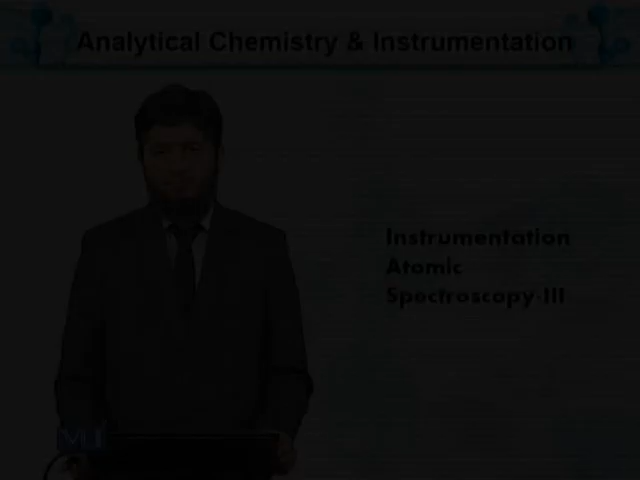 Analytical Chemistry & Instrumentation
Instrumentation
Atomic
Spectroscopy-III